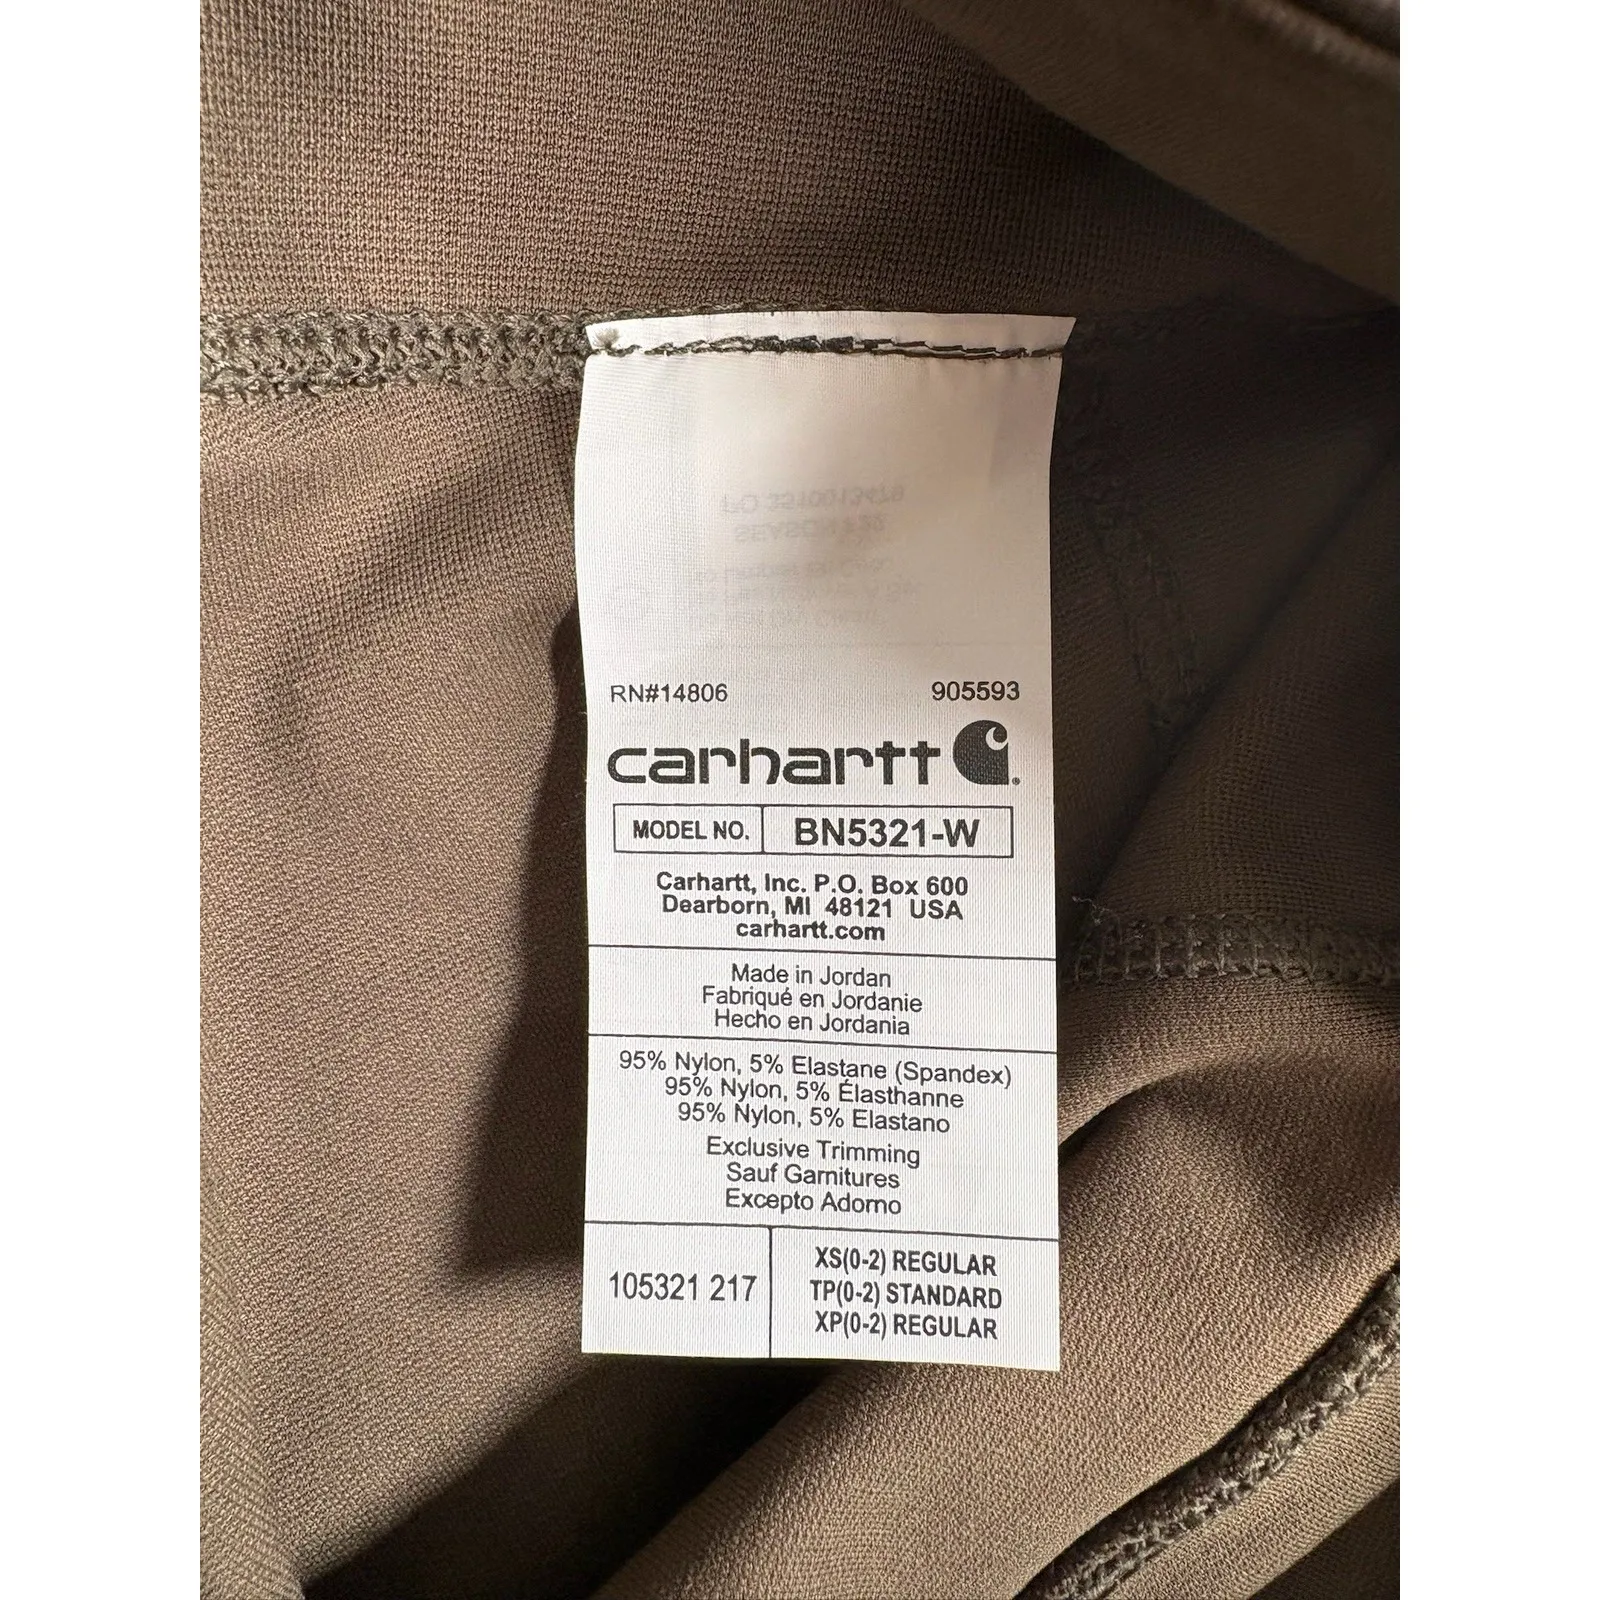 RN#14806 905593
carhartt
MODEL NO. BN5321-W
Carhartt, Inc. P.O. Box 600
Dearborn, MI 48121 USA
carhartt.com
Made in Jordan
Fabriqué en Jordanie
Hecho en Jordania
95% Nylon, 5% Elastane (Spandex)
95% Nylon, 5% Élasthanne
95% Nylon, 5% Elastano
Exclusive Trimming
Sauf Garnitures
Excepto Adorno
105321 217
XS(0-2) REGULAR
TP(0-2) STANDARD
XP(0-2) REGULAR